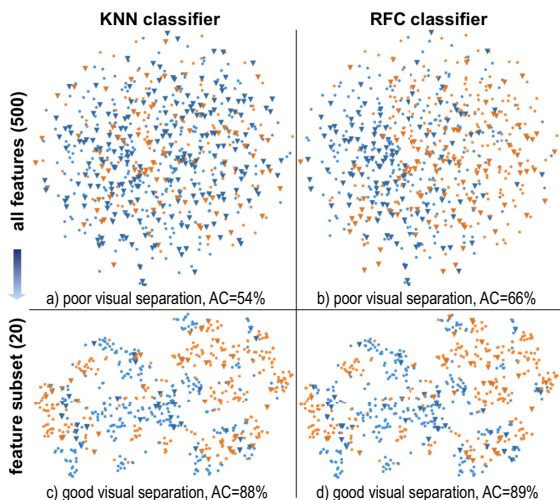 KNN classifier
RFC classifier
all features (500)
a) poor visual separation, AC=54%
b) poor visual separation, AC=66%
feature subset (20)
c) good visual separation, AC=88%
d) good visual separation, AC=89%